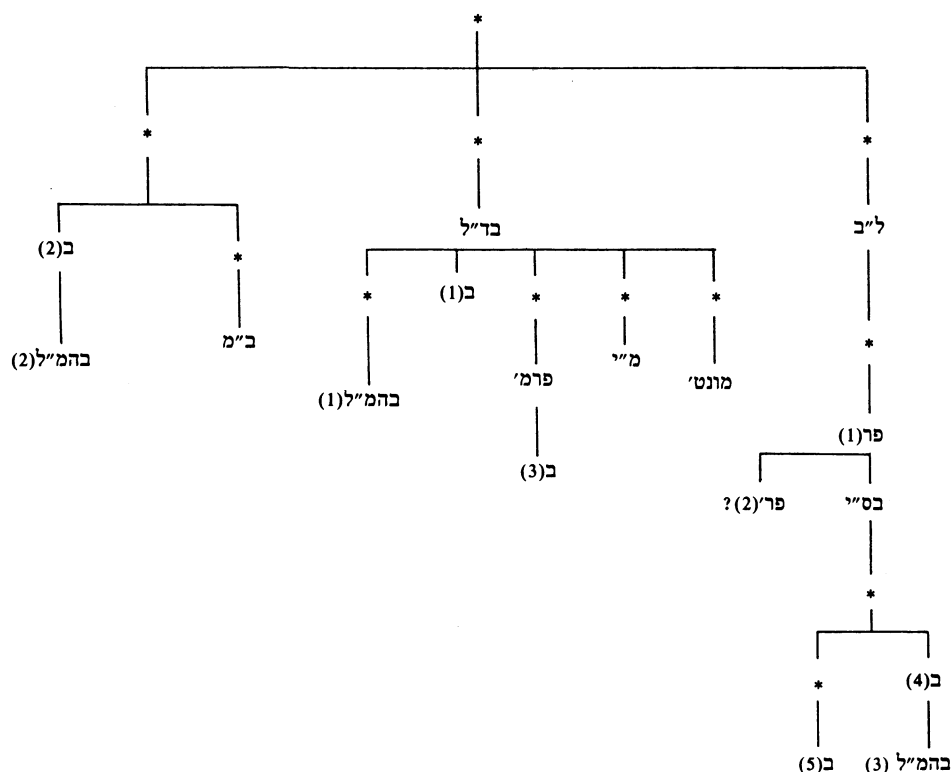 *
* * *
ל״ב
בד״ל
ב(2)
* * * * * ב(1)
ב״מ
בהמ״ל(2)
*
מונט׳ מ״י פרמ׳ בהמ״ל(1)
פר(1)
ב(3)
בס״י פר׳(2)?
*
ב(4) *
בהמ״ל (3) ב(5)